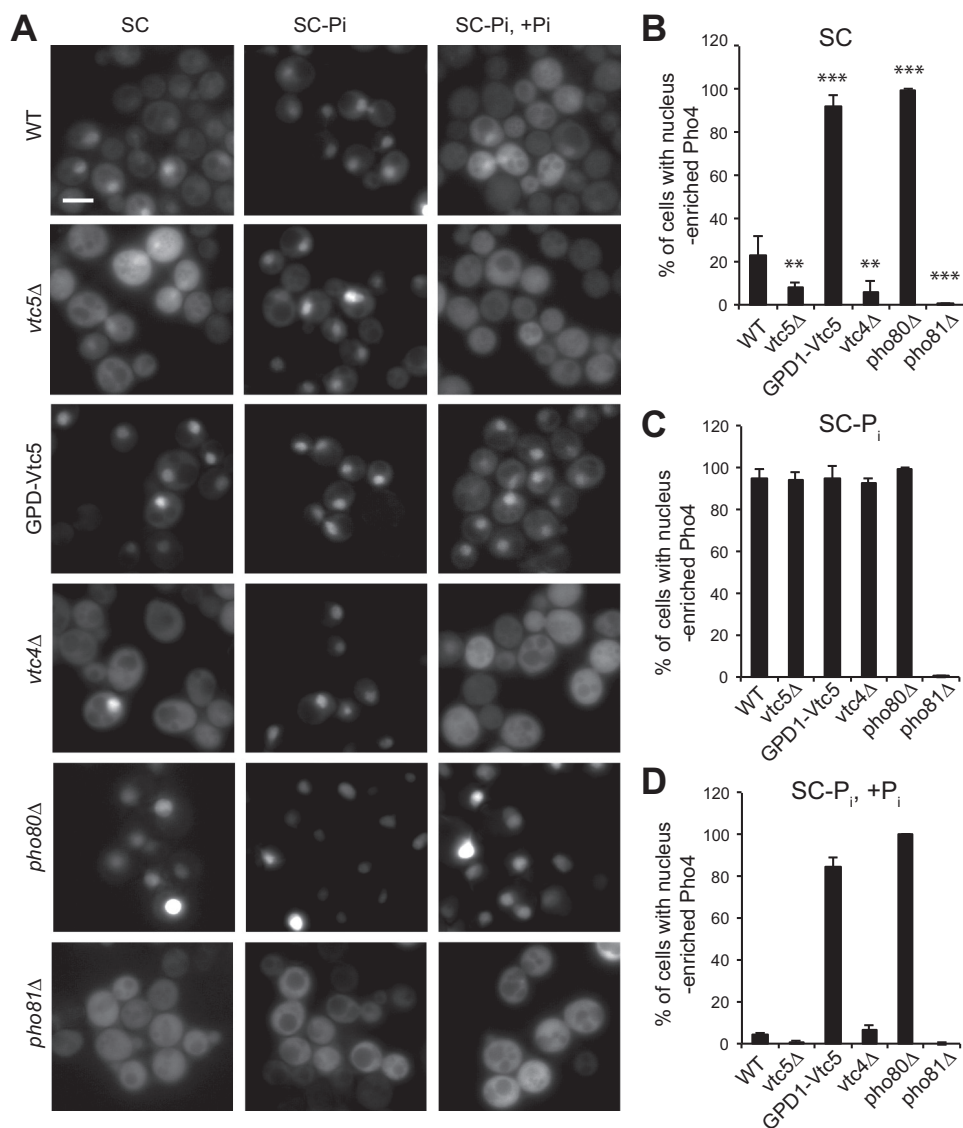 A
SC
SC-Pi
SC-Pi, +Pi
WT
vtc5Δ
GPD-Vtc5
vtc4Δ
pho80Δ
pho81Δ
B
SC
% of cells with nucleus
-enriched Pho4
120
100
80
60
40
20
0
**
***
**
***
***
WT
vtc5Δ
GPD1-Vtc5
vtc4Δ
pho80Δ
pho81Δ
C
SC-Pi
% of cells with nucleus
-enriched Pho4
120
100
80
60
40
20
0
WT
vtc5Δ
GPD1-Vtc5
vtc4Δ
pho80Δ
pho81Δ
D
SC-Pi, +Pi
% of cells with nucleus
-enriched Pho4
120
100
80
60
40
20
0
WT
vtc5Δ
GPD1-Vtc5
vtc4Δ
pho80Δ
pho81Δ